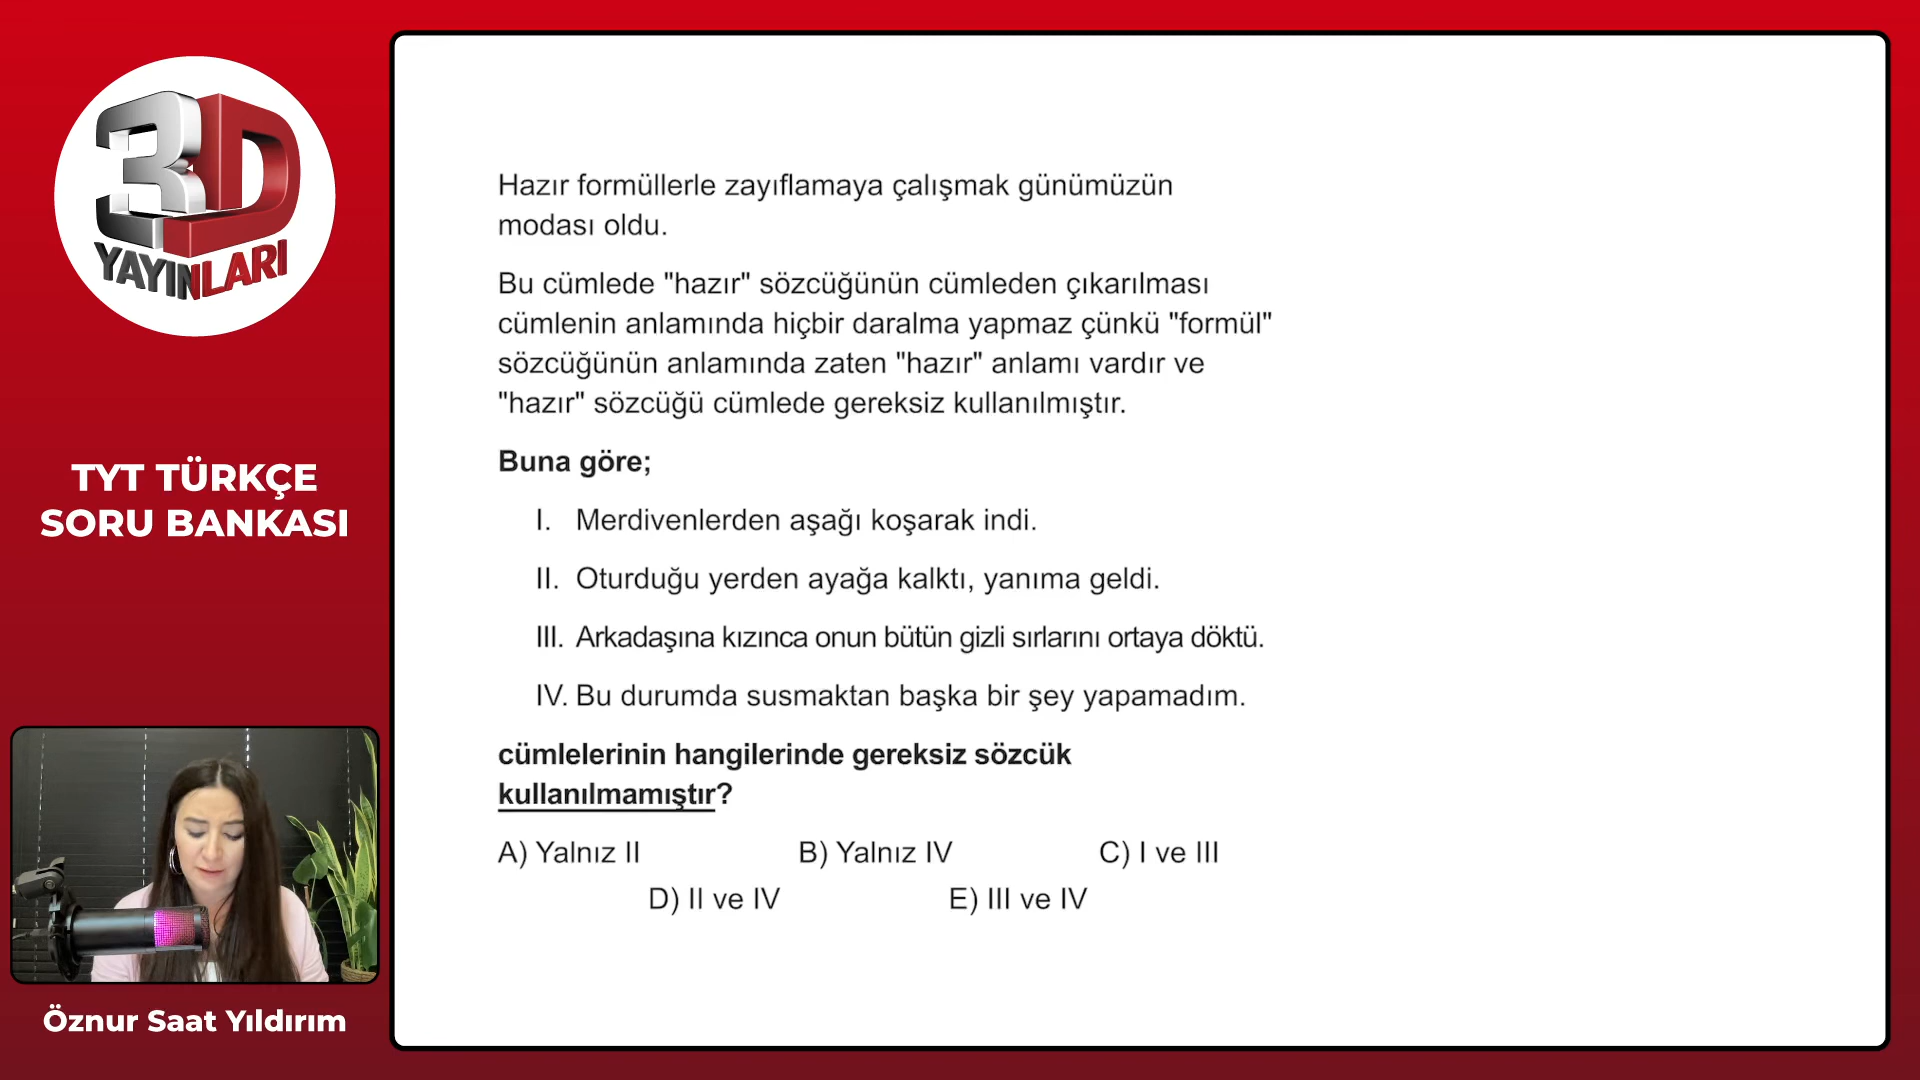 3D
YAYINLARI
TYT TÜRKÇE
SORU BANKASI
Öznur Saat Yıldırım
Hazır formüllerle zayıflamaya çalışmak günümüzün
modası oldu.
Bu cümlede "hazır" sözcüğünün cümleden çıkarılması
cümlenin anlamında hiçbir daralma yapmaz çünkü "formül"
sözcüğünün anlamında zaten "hazır" anlamı vardır ve
"hazır" sözcüğü cümlede gereksiz kullanılmıştır.
Buna göre;
I. Merdivenlerden aşağı koşarak indi.
II. Oturduğu yerden ayağa kalktı, yanıma geldi.
III. Arkadaşına kızınca onun bütün gizli sırlarını ortaya döktü.
IV. Bu durumda susmaktan başka bir şey yapamadım.
cümlelerinin hangilerinde gereksiz sözcük
kullanılmamıştır?
A) Yalnız II B) Yalnız IV C) I ve III
D) II ve IV E) III ve IV